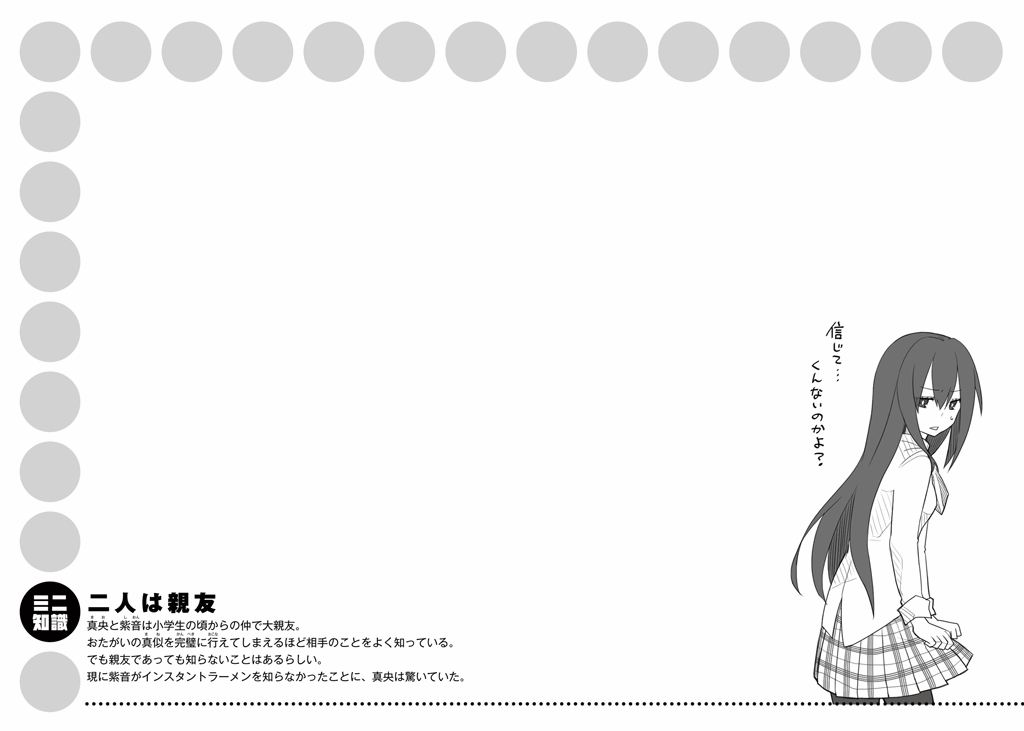 信じて…
くんないのかよ?
ミニ
知識
二人は親友
真央と紫音は小学生の頃からの仲で大親友。
おたがいの真似を完璧に行えてしまえるほど相手のことをよく知っている。
でも親友であっても知らないことはあるらしい。
現に紫音がインスタントラーメンを知らなかったことに、真央は驚いていた。